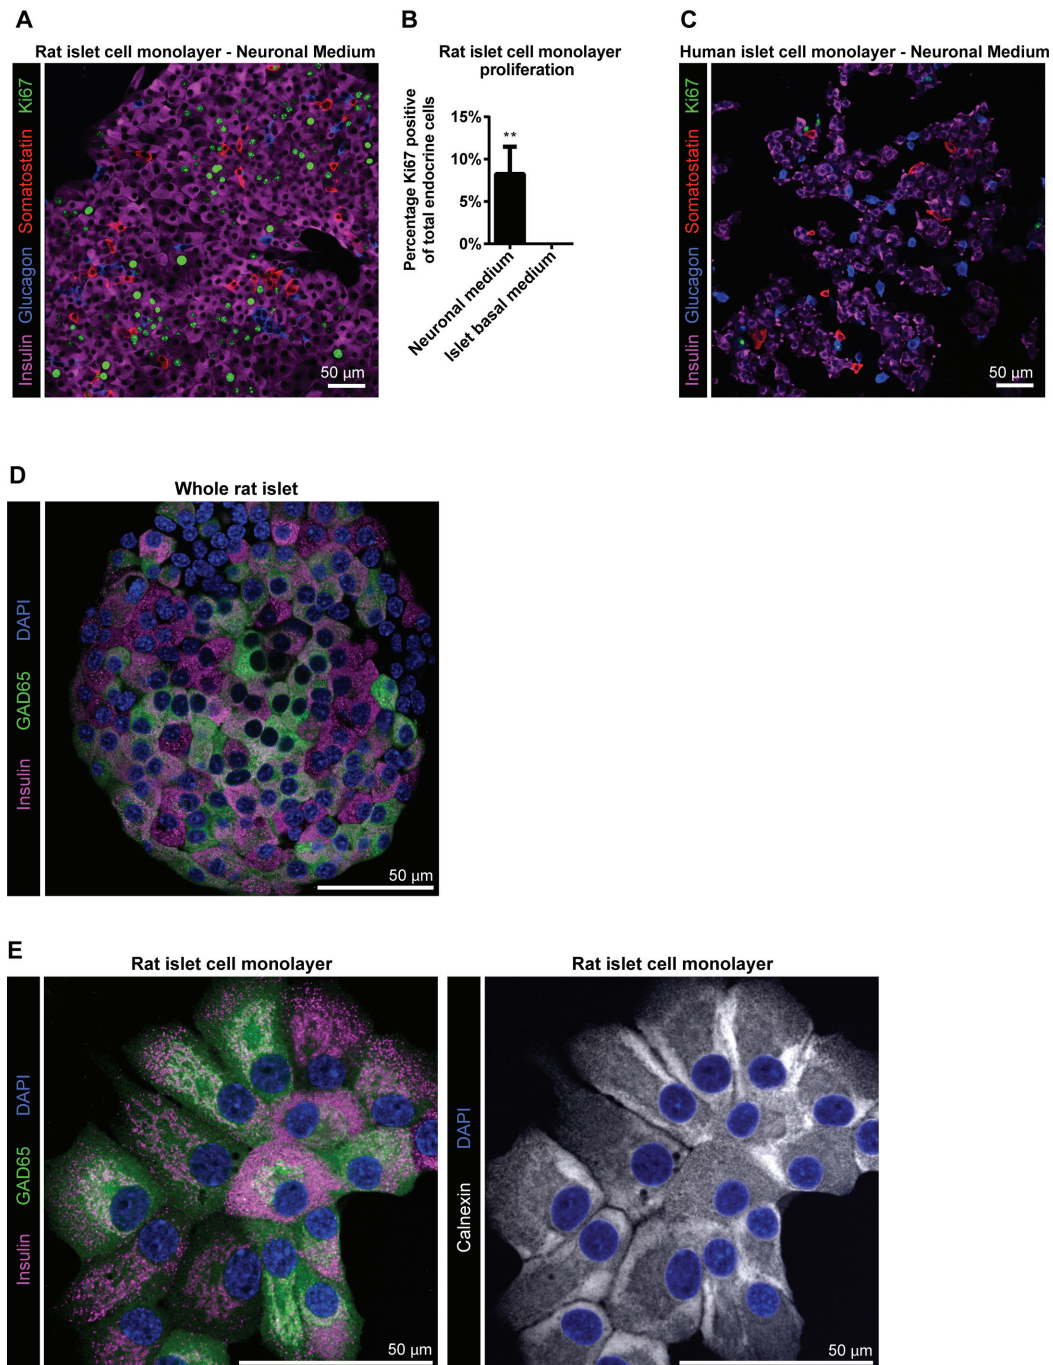 A
Rat islet cell monolayer - Neuronal Medium
Insulin Glucagon Somatostatin Ki67
50 µm
B
Rat islet cell monolayer
proliferation
Percentage Ki67 positive
of total endocrine cells
15%
10%
5%
0%
**
Neuronal medium
Islet basal medium
C
Human islet cell monolayer - Neuronal Medium
Insulin Glucagon Somatostatin Ki67
50 µm
D
Whole rat islet
Insulin GAD65 DAPI
50 µm
E
Rat islet cell monolayer
Insulin GAD65 DAPI
50 µm
Rat islet cell monolayer
Calnexin DAPI
50 µm